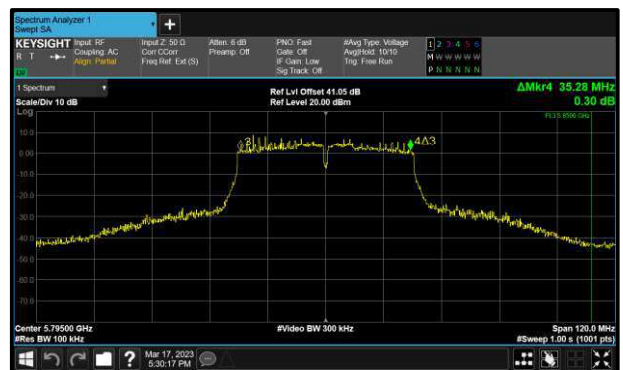 Spectrum Analyzer 1
Swept SA
+
KEYSIGHT Input: RF
R T Coupling: AC
Align: Partial
Input Z: 50 Ω
Corr CCorr
Freq Ref: Ext (S)
Atten: 6 dB
Preamp: Off
PNO: Fast
Gate: Off
IF Gain: Low
Sig Track: Off
#Avg Type: Voltage
Avg|Hold: 10/10
Trig: Free Run
1 2 3 4 5 6
M W W W W W
P N N N N N
1 Spectrum
Scale/Div 10 dB
Log
Ref Lvl Offset 41.05 dB
Ref Level 20.00 dBm
ΔMkr4 35.28 MHz
0.30 dB
10.0
0.00
-10.0
-20.0
-30.0
-40.0
-50.0
-60.0
-70.0
3
4Δ3
Center 5.79500 GHz
#Res BW 100 kHz
#Video BW 300 kHz
Span 120.0 MHz
#Sweep 1.00 s (1001 pts)
?
Mar 17, 2023
5:30:17 PM